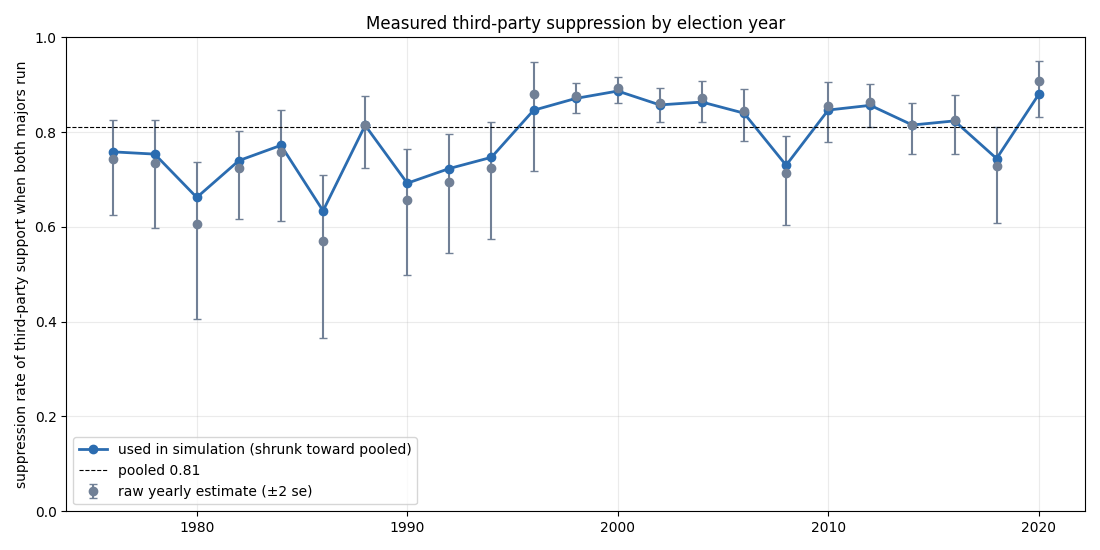 Measured third-party suppression by election year
suppression rate of third-party support when both majors run
1.0
0.8
0.6
0.4
0.2
0.0
used in simulation (shrunk toward pooled)
pooled 0.81
raw yearly estimate (±2 se)
1980
1990
2000
2010
2020